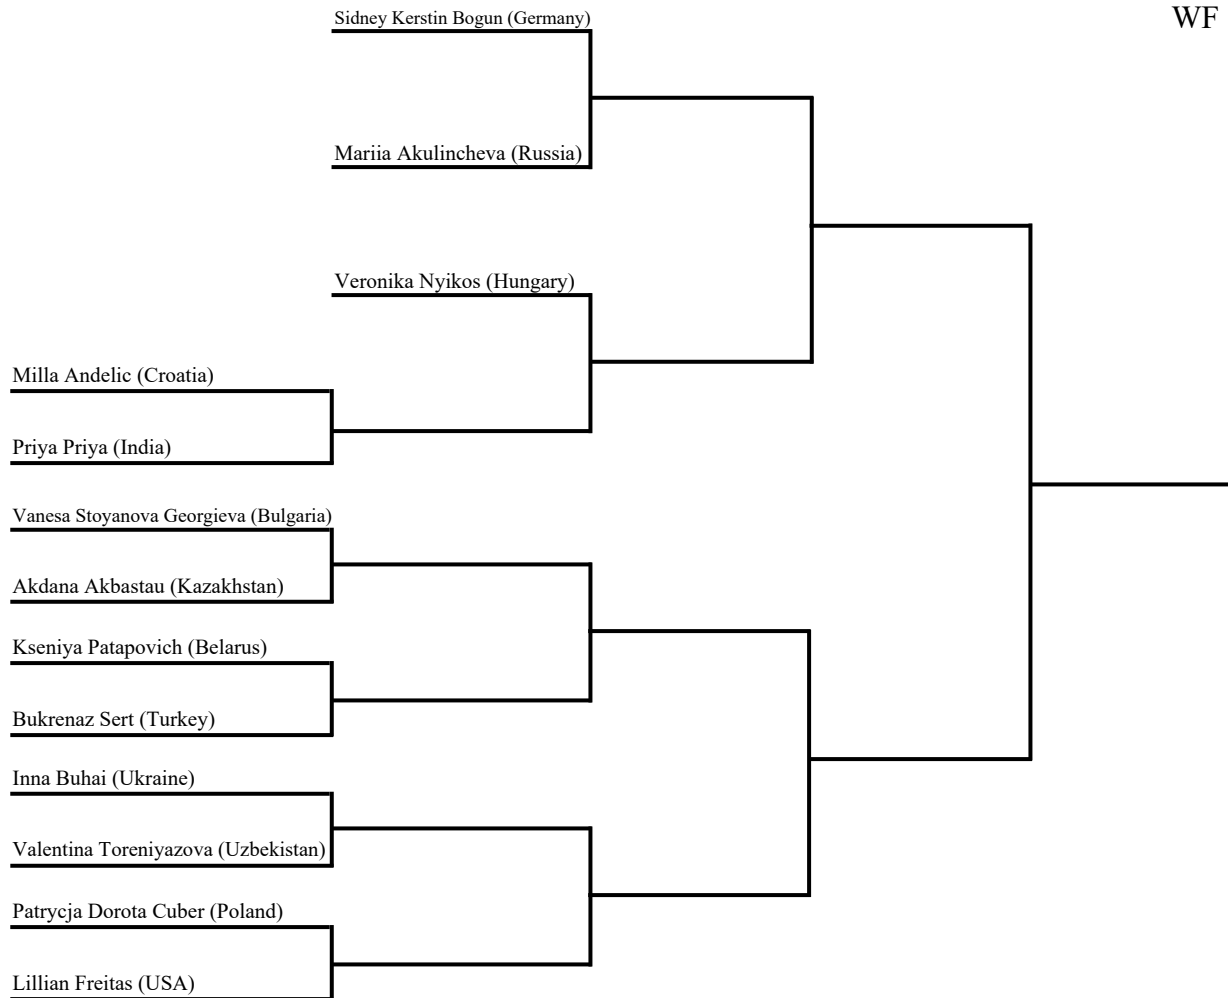 Sidney Kerstin Bogun (Germany)
WF
Mariia Akulincheva (Russia)
Veronika Nyikos (Hungary)
Milla Andelic (Croatia)
Priya Priya (India)
Vanesa Stoyanova Georgieva (Bulgaria)
Akdana Akbastau (Kazakhstan)
Kseniya Patapovich (Belarus)
Bukrenaz Sert (Turkey)
Inna Buhai (Ukraine)
Valentina Toreniyazova (Uzbekistan)
Patrycja Dorota Cuber (Poland)
Lillian Freitas (USA)